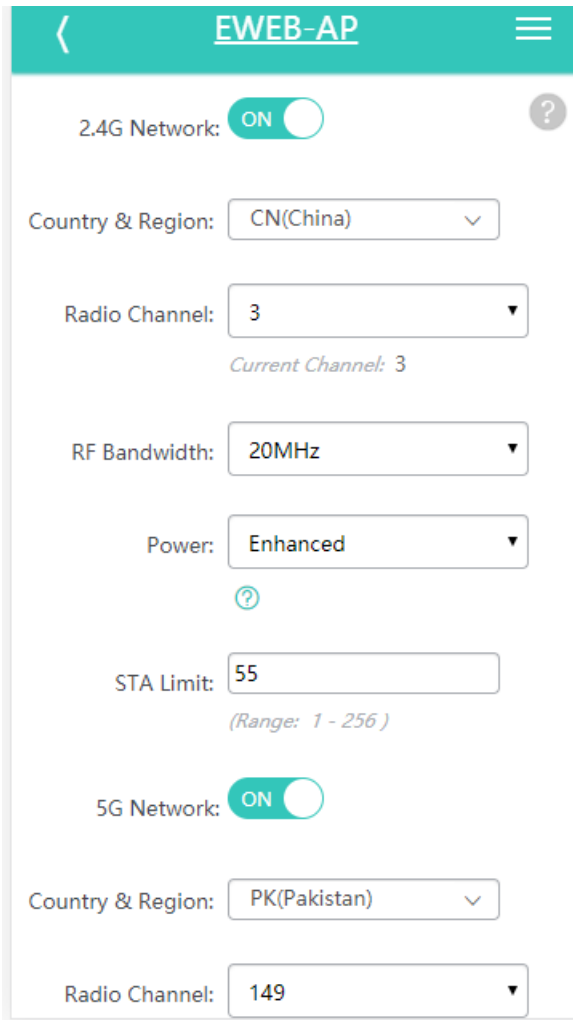 EWEB-AP
2.4G Network: ON
?
Country & Region: CN(China)
Radio Channel: 3
Current Channel: 3
RF Bandwidth: 20MHz
Power: Enhanced
?
STA Limit: 55
(Range: 1 - 256 )
5G Network: ON
Country & Region: PK(Pakistan)
Radio Channel: 149